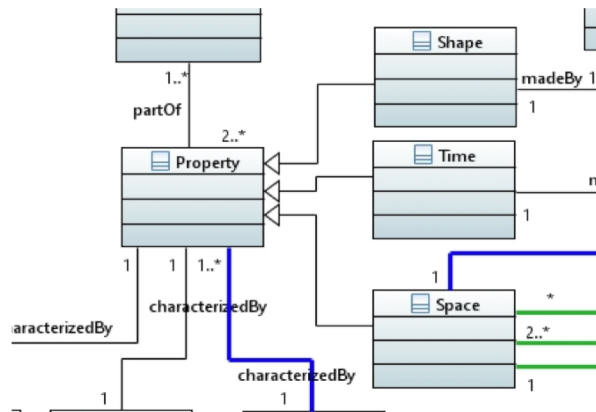 Shape
1..*
madeBy 1
partOf
1
2..*
Property
Time
1
1
1
1..*
1
characterizedBy
Space
*
2..*
characterizedBy
1
1
1